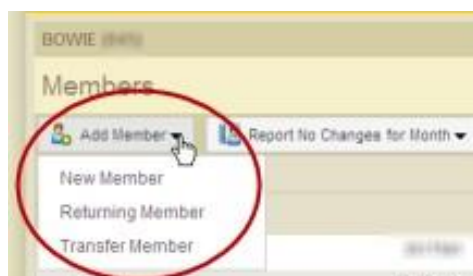 BOWIE
Members
Add Member Report No Changes for Month
New Member
Returning Member
Transfer Member